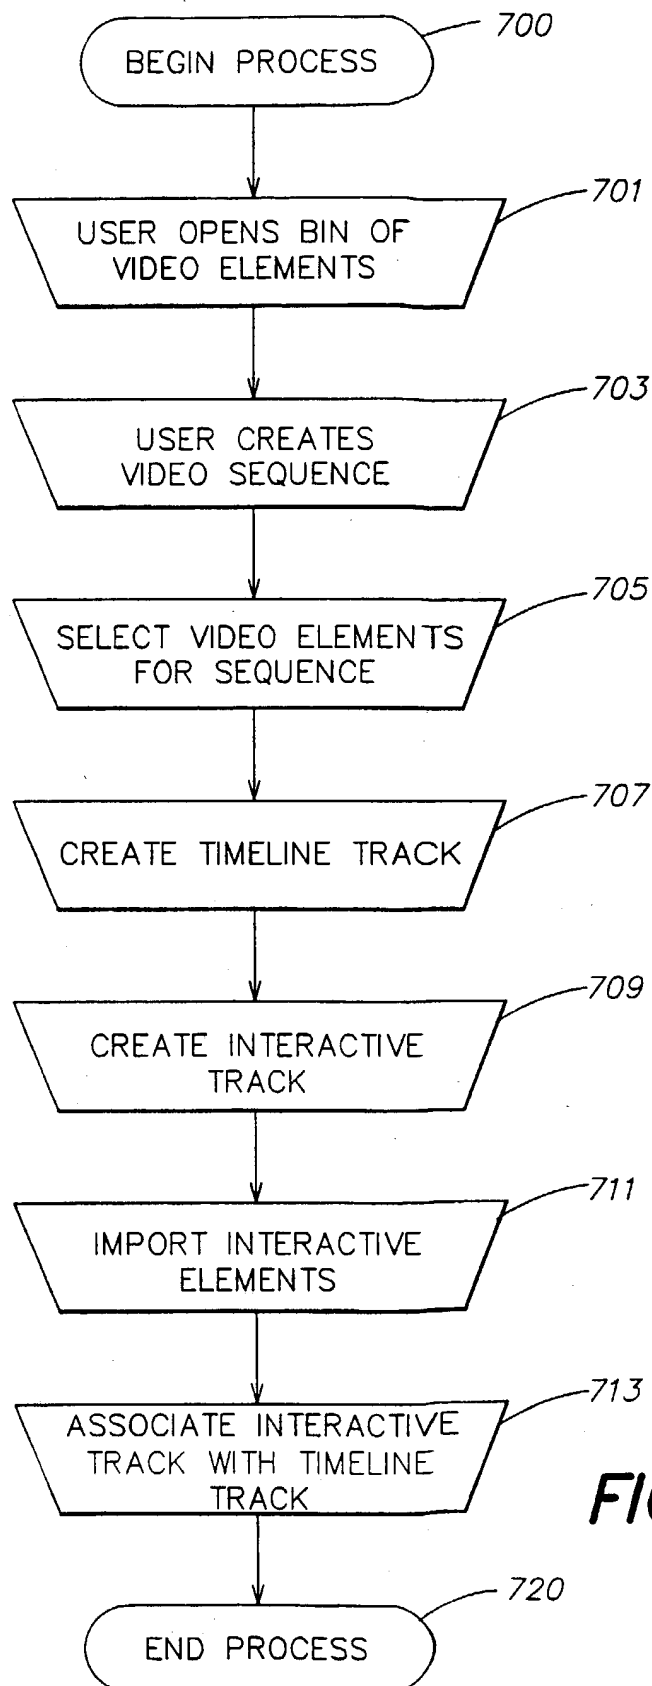 700
BEGIN PROCESS
701
USER OPENS BIN OF
VIDEO ELEMENTS
703
USER CREATES
VIDEO SEQUENCE
705
SELECT VIDEO ELEMENTS
FOR SEQUENCE
707
CREATE TIMELINE TRACK
709
CREATE INTERACTIVE
TRACK
711
IMPORT INTERACTIVE
ELEMENTS
713
ASSOCIATE INTERACTIVE
TRACK WITH TIMELINE
TRACK
720
END PROCESS